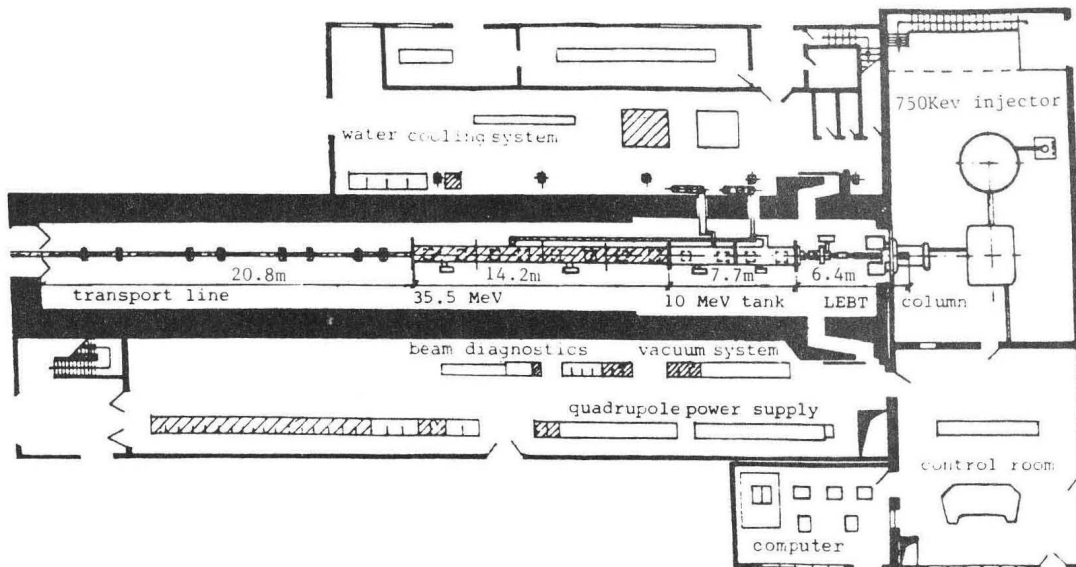 750Kev injector
water cooling system
20.8m
14.2m
7.7m
6.4m
transport line
35.5 MeV
10 MeV tank
LEBT
column
beam diagnostics
vacuum system
quadrupole power supply
control room
computer